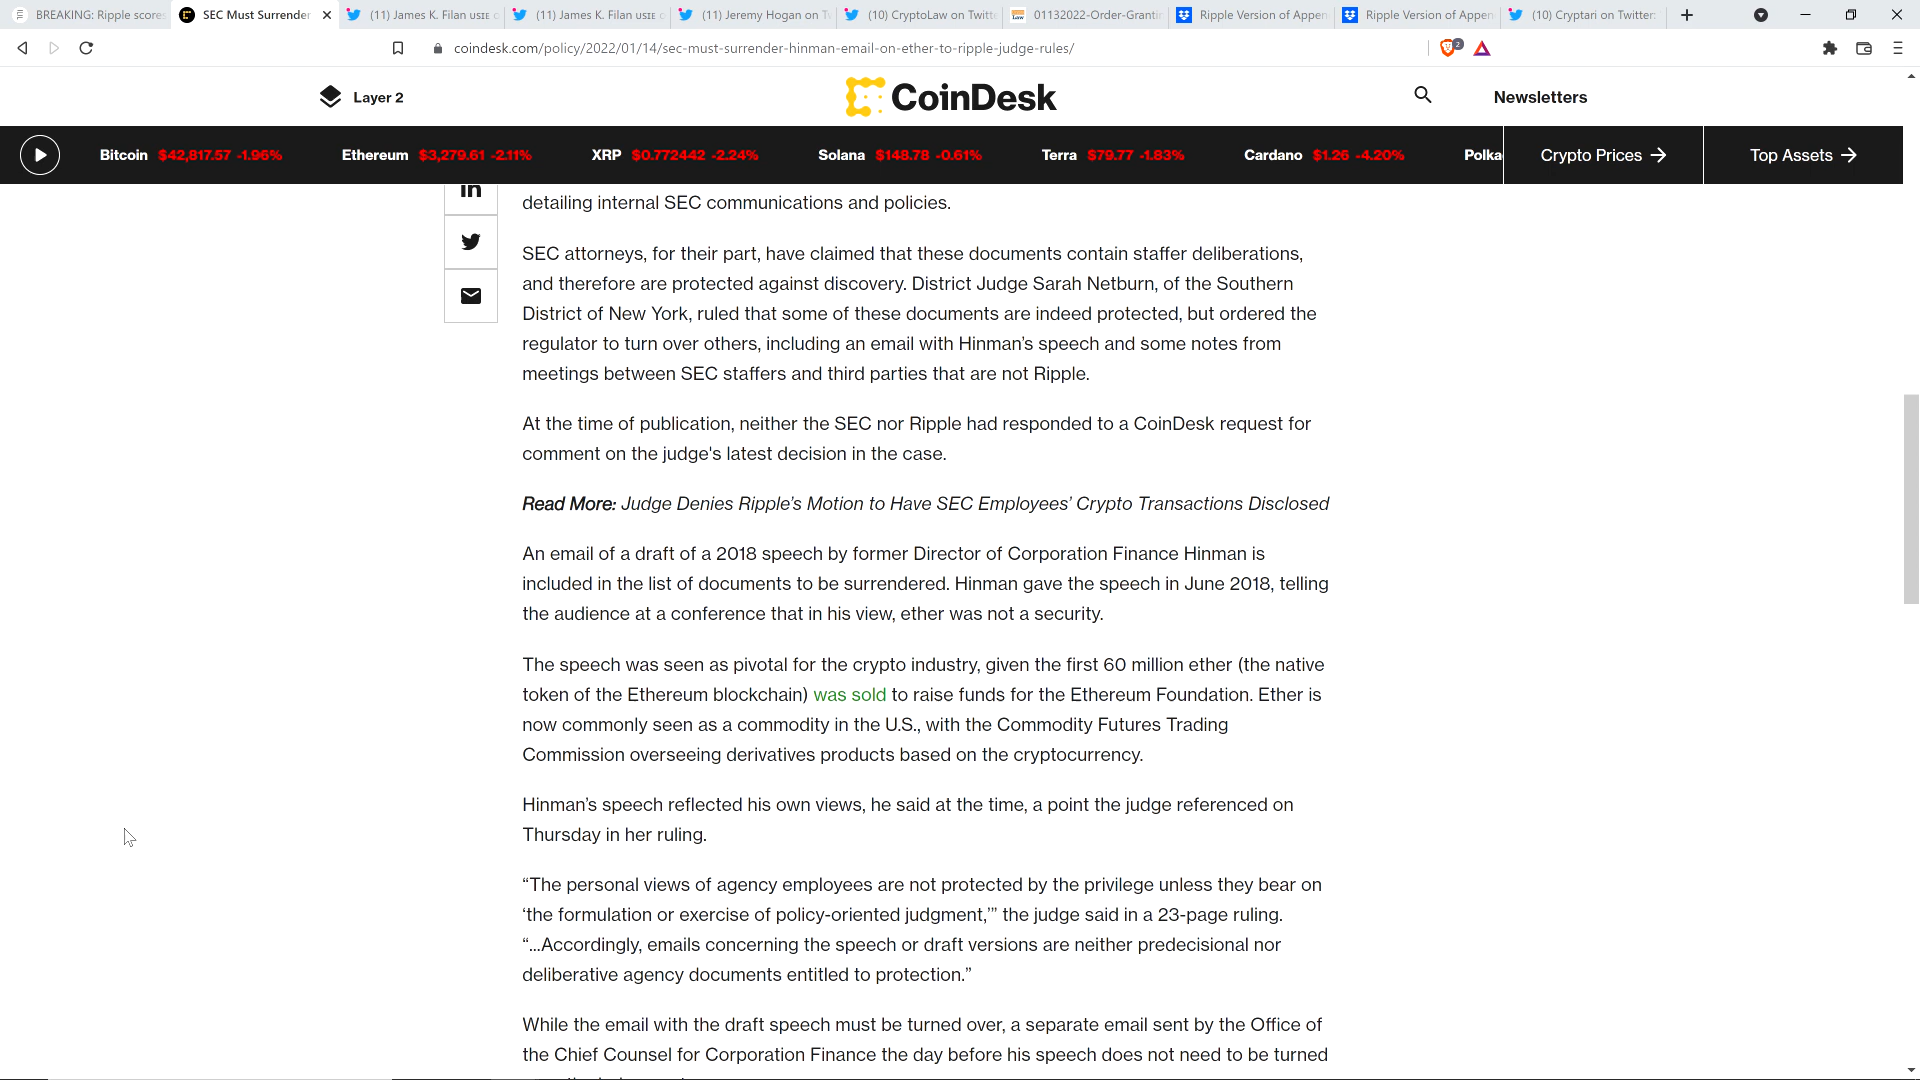 BREAKING: Ripple scores
SEC Must Surrender
(11) James K. Filan
(11) James K. Filan
(11) Jeremy Hogan on T
(10) CryptoLaw on Twitt
01132022-Order-Granti
Ripple Version of Appen
Ripple Version of Appen
(10) Cryptari on Twitter:
coindesk.com/policy/2022/01/14/sec-must-surrender-hinman-email-on-ether-to-ripple-judge-rules/
2
Layer 2
CoinDesk
Newsletters
Bitcoin $42,817.57 -1.96%
Ethereum $3,279.61 -2.11%
XRP $0.772442 -2.24%
Solana $148.78 -0.61%
Terra $79.77 -1.83%
Cardano $1.26 -4.20%
Polka
Crypto Prices
Top Assets
in
detailing internal SEC communications and policies.
SEC attorneys, for their part, have claimed that these documents contain staffer deliberations,
and therefore are protected against discovery. District Judge Sarah Netburn, of the Southern
District of New York, ruled that some of these documents are indeed protected, but ordered the
regulator to turn over others, including an email with Hinman’s speech and some notes from
meetings between SEC staffers and third parties that are not Ripple.
At the time of publication, neither the SEC nor Ripple had responded to a CoinDesk request for
comment on the judge's latest decision in the case.
Read More: Judge Denies Ripple’s Motion to Have SEC Employees’ Crypto Transactions Disclosed
An email of a draft of a 2018 speech by former Director of Corporation Finance Hinman is
included in the list of documents to be surrendered. Hinman gave the speech in June 2018, telling
the audience at a conference that in his view, ether was not a security.
The speech was seen as pivotal for the crypto industry, given the first 60 million ether (the native
token of the Ethereum blockchain) was sold to raise funds for the Ethereum Foundation. Ether is
now commonly seen as a commodity in the U.S., with the Commodity Futures Trading
Commission overseeing derivatives products based on the cryptocurrency.
Hinman’s speech reflected his own views, he said at the time, a point the judge referenced on
Thursday in her ruling.
“The personal views of agency employees are not protected by the privilege unless they bear on
‘the formulation or exercise of policy-oriented judgment,’” the judge said in a 23-page ruling.
“...Accordingly, emails concerning the speech or draft versions are neither predecisional nor
deliberative agency documents entitled to protection.”
While the email with the draft speech must be turned over, a separate email sent by the Office of
the Chief Counsel for Corporation Finance the day before his speech does not need to be turned